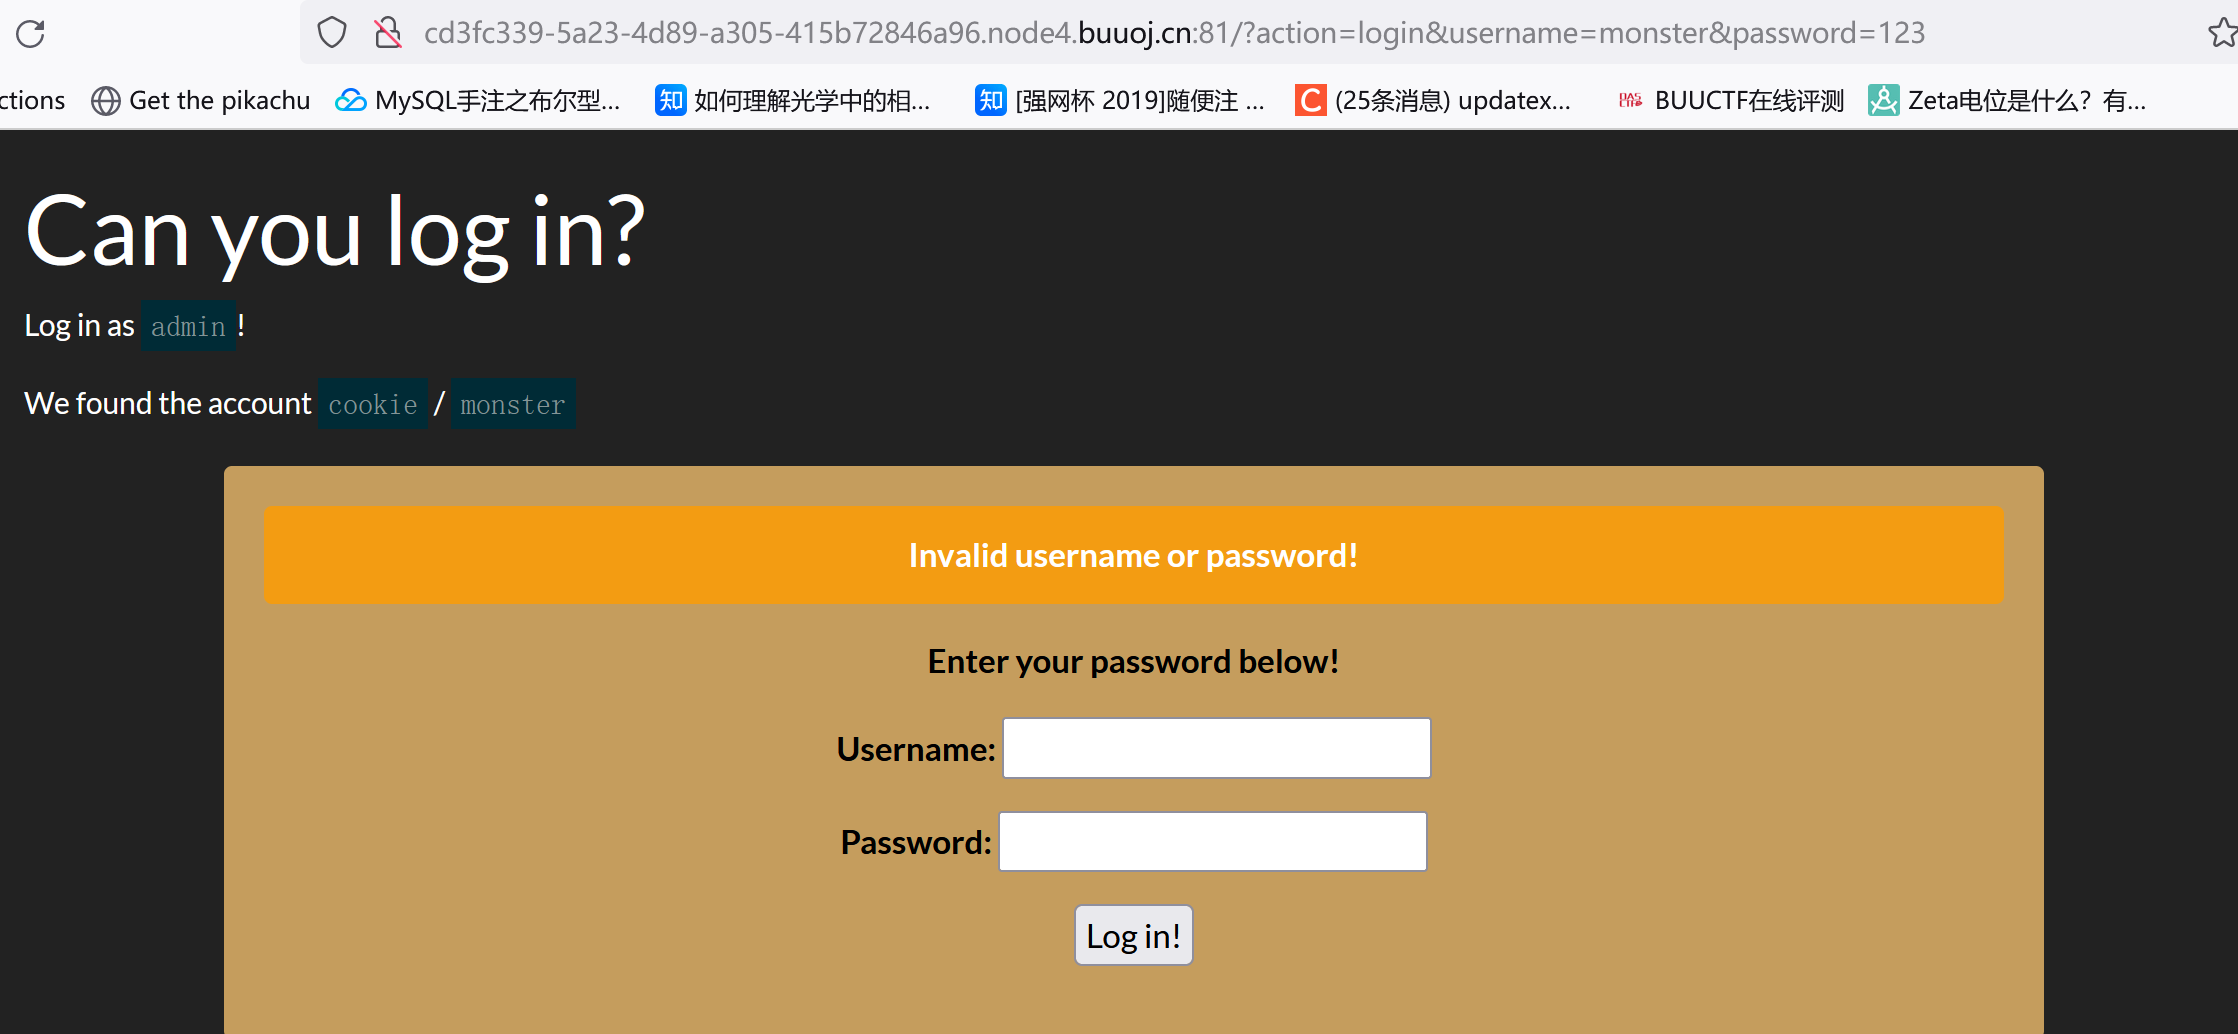 cd3fc339-5a23-4d89-a305-415b72846a96.node4.buuoj.cn:81/?action=login&username=monster&password=123
ctions Get the pikachu MySQL手注之布尔型... 如何理解光学中的相... [强网杯 2019]随便注 ... (25条消息) updatex... BUUCTF在线评测 Zeta电位是什么？有...
Can you log in?
Log in as admin !
We found the account cookie / monster
Invalid username or password!
Enter your password below!
Username:
Password:
Log in!